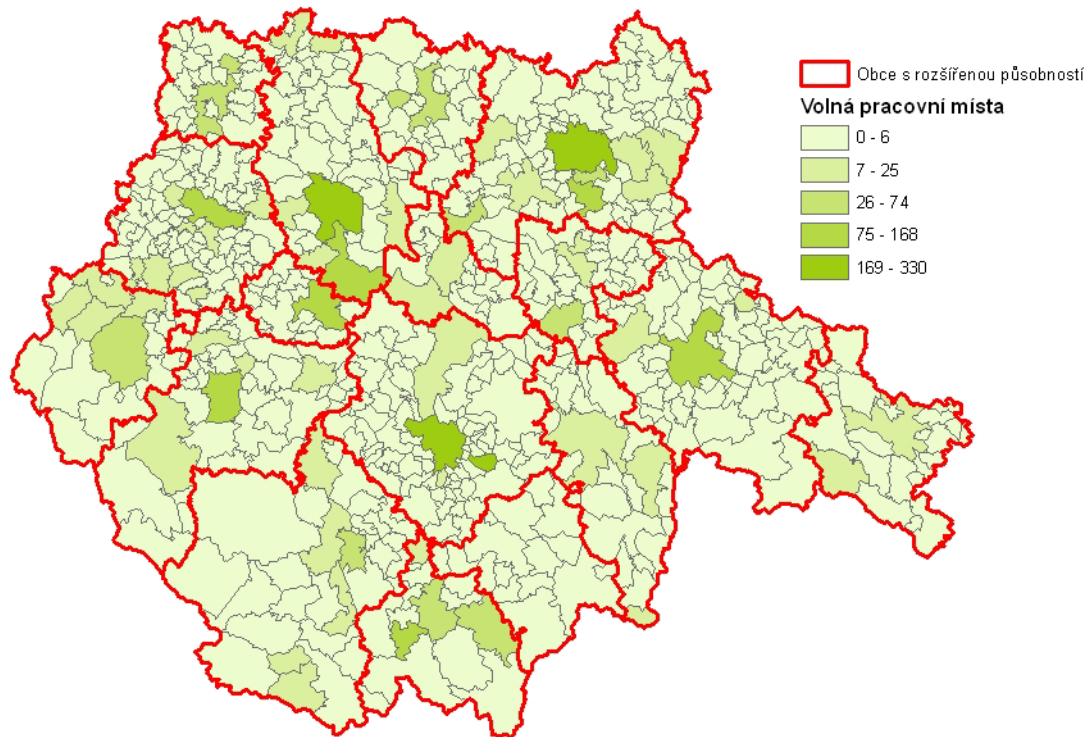 Obce s rozšířenou působností
Volná pracovní místa
0 - 6
7 - 25
26 - 74
75 - 168
169 - 330